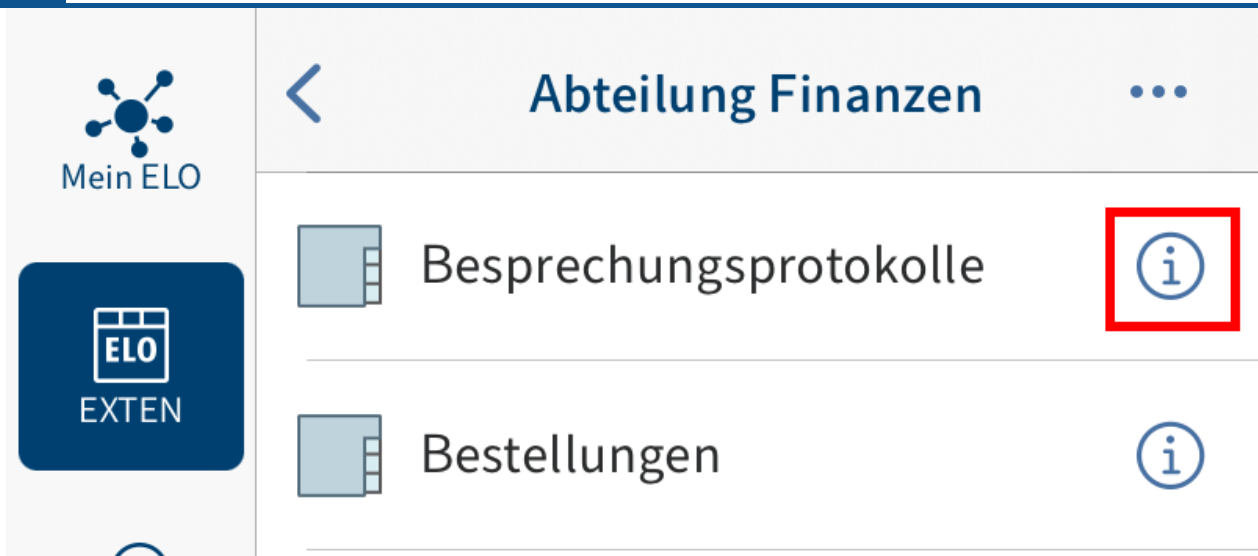 Abteilung Finanzen
Mein ELO
Besprechungsprotokolle
ELO
EXTEN
Bestellungen